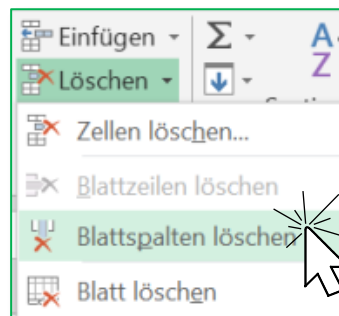 Einfügen
Löschen
Zellen löschen...
Blattzeilen löschen
Blattspalten löschen
Blatt löschen
Σ
A
Z